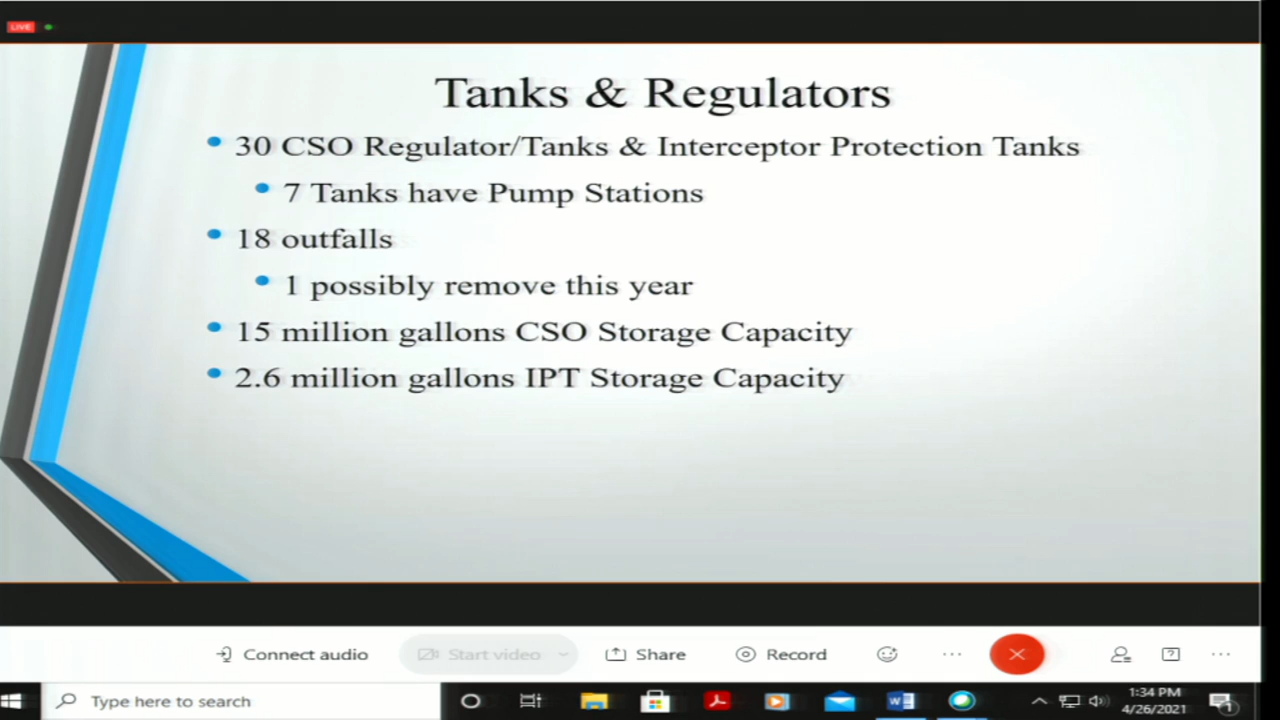 LIVE
Tanks & Regulators
30 CSO Regulator/Tanks & Interceptor Protection Tanks
7 Tanks have Pump Stations
18 outfalls
1 possibly remove this year
15 million gallons CSO Storage Capacity
2.6 million gallons IPT Storage Capacity
Connect audio
Start video
Share
Record
Type here to search
1:34 PM
4/26/2021
1